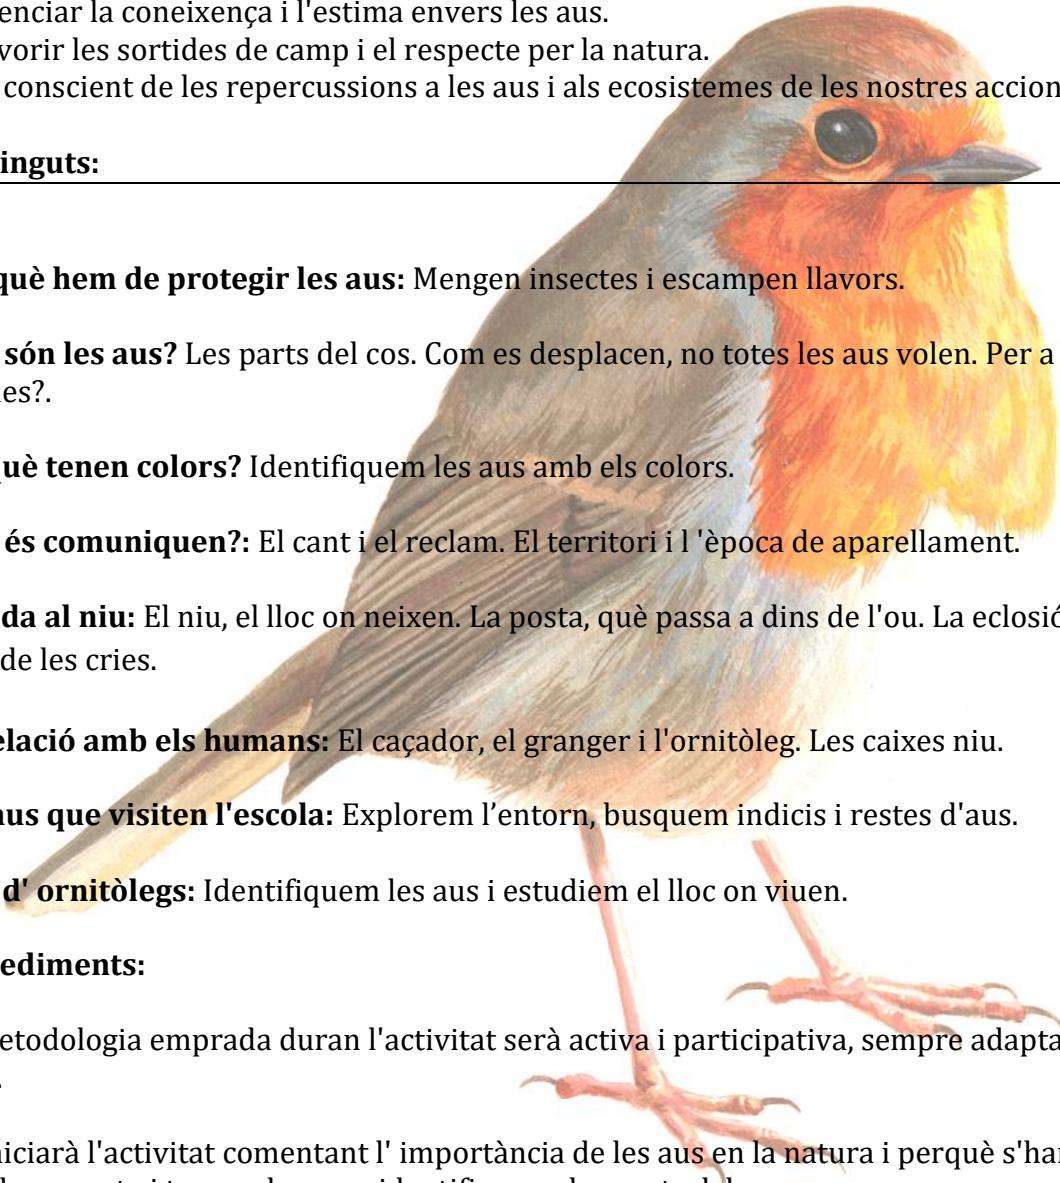 enciar la coneixença i l'estima envers les aus.
vorir les sortides de camp i el respecte per la natura.
conscient de les repercussions a les aus i als ecosistemes de les nostres accion
inguts:
què hem de protegir les aus: Mengen insectes i escampen llavors.
són les aus? Les parts del cos. Com es desplacen, no totes les aus volen. Per a
es?.
uè tenen colors? Identifiquem les aus amb els colors.
és comuniquen?: El cant i el reclam. El territori i l 'època de aparellament.
da al niu: El niu, el lloc on neixen. La posta, què passa a dins de l'ou. La eclosió
de les cries.
elació amb els humans: El caçador, el granger i l'ornitòleg. Les caixes niu.
aus que visiten l'escola: Explorem l’entorn, busquem indicis i restes d'aus.
d' ornitòlegs: Identifiquem les aus i estudiem el lloc on viuen.
ediments:
etodologia emprada duran l'activitat serà activa i participativa, sempre adapta
niciarà l'activitat comentant l' importància de les aus en la natura i perquè s'han